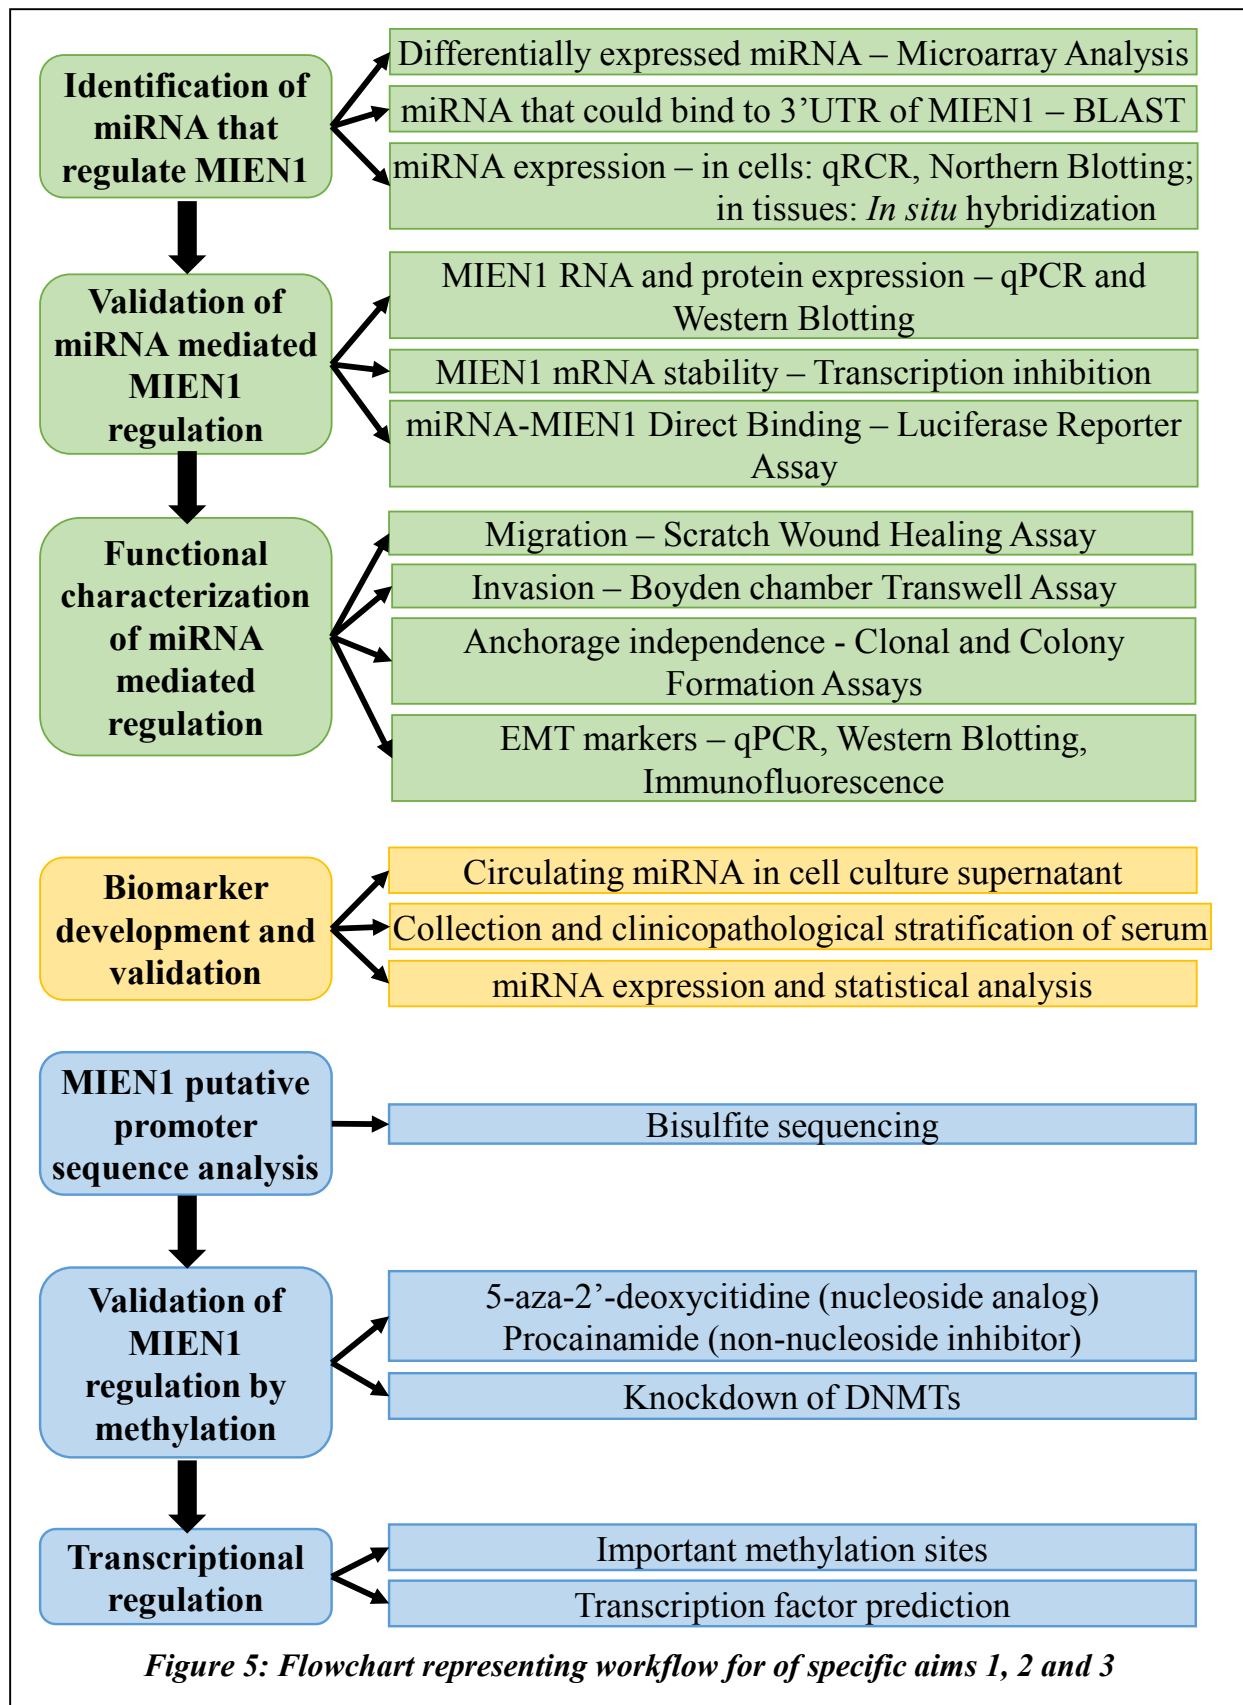 Identification of
miRNA that
regulate MIEN1
Differentially expressed miRNA – Microarray Analysis
miRNA that could bind to 3’UTR of MIEN1 – BLAST
miRNA expression – in cells: qRCR, Northern Blotting;
in tissues: In situ hybridization
Validation of
miRNA mediated
MIEN1
regulation
MIEN1 RNA and protein expression – qPCR and
Western Blotting
MIEN1 mRNA stability – Transcription inhibition
miRNA-MIEN1 Direct Binding – Luciferase Reporter
Assay
Functional
characterization
of miRNA
mediated
regulation
Migration – Scratch Wound Healing Assay
Invasion – Boyden chamber Transwell Assay
Anchorage independence - Clonal and Colony
Formation Assays
EMT markers – qPCR, Western Blotting,
Immunofluorescence
Biomarker
development and
validation
Circulating miRNA in cell culture supernatant
Collection and clinicopathological stratification of serum
miRNA expression and statistical analysis
MIEN1 putative
promoter
sequence analysis
Bisulfite sequencing
Validation of
MIEN1
regulation by
methylation
5-aza-2’-deoxycitidine (nucleoside analog)
Procainamide (non-nucleoside inhibitor)
Knockdown of DNMTs
Transcriptional
regulation
Important methylation sites
Transcription factor prediction
Figure 5: Flowchart representing workflow for of specific aims 1, 2 and 3